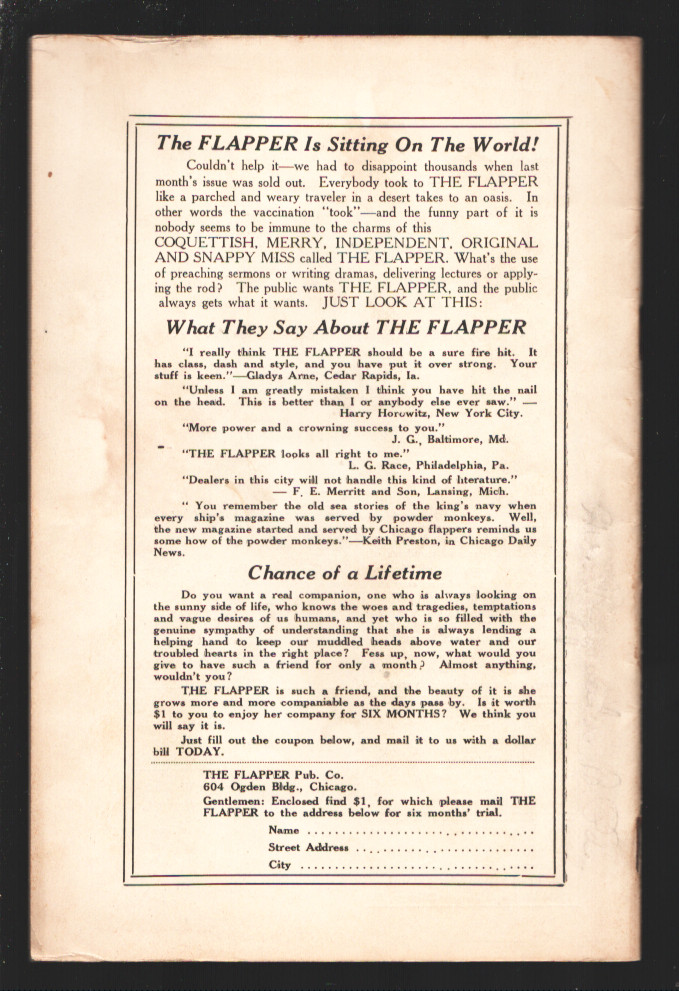 The FLAPPER Is Sitting On The World!
Couldn't help it—we had to disappoint thousands when last
month's issue was sold out. Everybody took to THE FLAPPER
like a parched and weary traveler in a desert takes to an oasis. In
other words the vaccination "took"—and the funny part of it is
nobody seems to be immune to the charms of this
COQUETTISH, MERRY, INDEPENDENT, ORIGINAL
AND SNAPPY MISS called THE FLAPPER. What's the use
of preaching sermons or writing dramas, delivering lectures or apply-
ing the rod? The public wants THE FLAPPER, and the public
always gets what it wants. JUST LOOK AT THIS:
What They Say About THE FLAPPER
"I really think THE FLAPPER should be a sure fire hit. It
has class, dash and style, and you have put it over strong. Your
stuff is keen."—Gladys Arne, Cedar Rapids, Ia.
"Unless I am greatly mistaken I think you have hit the nail
on the head. This is better than I or anybody else ever saw." —
Harry Horowitz, New York City.
"More power and a crowning success to you."
J. G., Baltimore, Md.
"THE FLAPPER looks all right to me."
L. G. Race, Philadelphia, Pa.
"Dealers in this city will not handle this kind of literature."
— F. E. Merritt and Son, Lansing, Mich.
" You remember the old sea stories of the king's navy when
every ship's magazine was served by powder monkeys. Well,
the new magazine started and served by Chicago flappers reminds us
some how of the powder monkeys."—Keith Preston, in Chicago Daily
News.
Chance of a Lifetime
Do you want a real companion, one who is always looking on
the sunny side of life, who knows the woes and tragedies, temptations
and vague desires of us humans, and yet who is so filled with the
genuine sympathy of understanding that she is always lending a
helping hand to keep our muddled heads above water and our
troubled hearts in the right place? Fess up, now, what would you
give to have such a friend for only a month? Almost anything,
wouldn't you?
THE FLAPPER is such a friend, and the beauty of it is she
grows more and more companiable as the days pass by. Is it worth
$1 to you to enjoy her company for SIX MONTHS? We think you
will say it is.
Just fill out the coupon below, and mail it to us with a dollar
bill TODAY.
THE FLAPPER Pub. Co.
604 Ogden Bldg., Chicago.
Gentlemen: Enclosed find $1, for which please mail THE
FLAPPER to the address below for six months' trial.
Name ..................................
Street Address ..........................
City ...................................